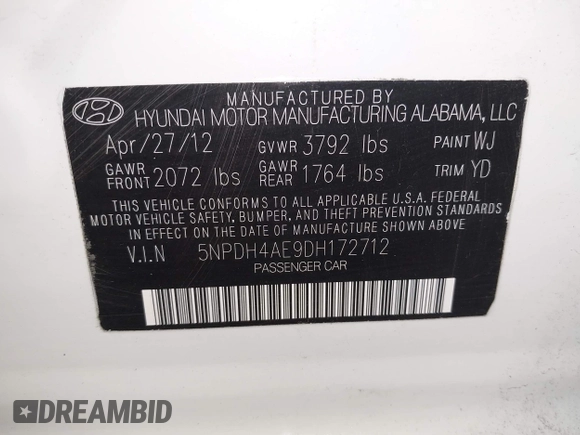 MANUFACTURED BY
HYUNDAI MOTOR MANUFACTURING ALABAMA, LLC
Apr/27/12 GVWR 3792 lbs PAINT WJ
GAWR FRONT 2072 lbs GAWR REAR 1764 lbs TRIM YD
THIS VEHICLE CONFORMS TO ALL APPLICABLE U.S.A. FEDERAL
MOTOR VEHICLE SAFETY, BUMPER, AND THEFT PREVENTION STANDARDS
IN EFFECT ON THE DATE OF MANUFACTURE SHOWN ABOVE.
V.I.N 5NPDH4AE9DH172712
PASSENGER CAR
DREAMBID